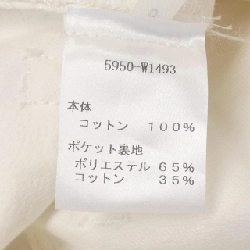 5950-W1493
本体
コットン 100%
ポケット裏地
ポリエステル 65%
コットン 35%